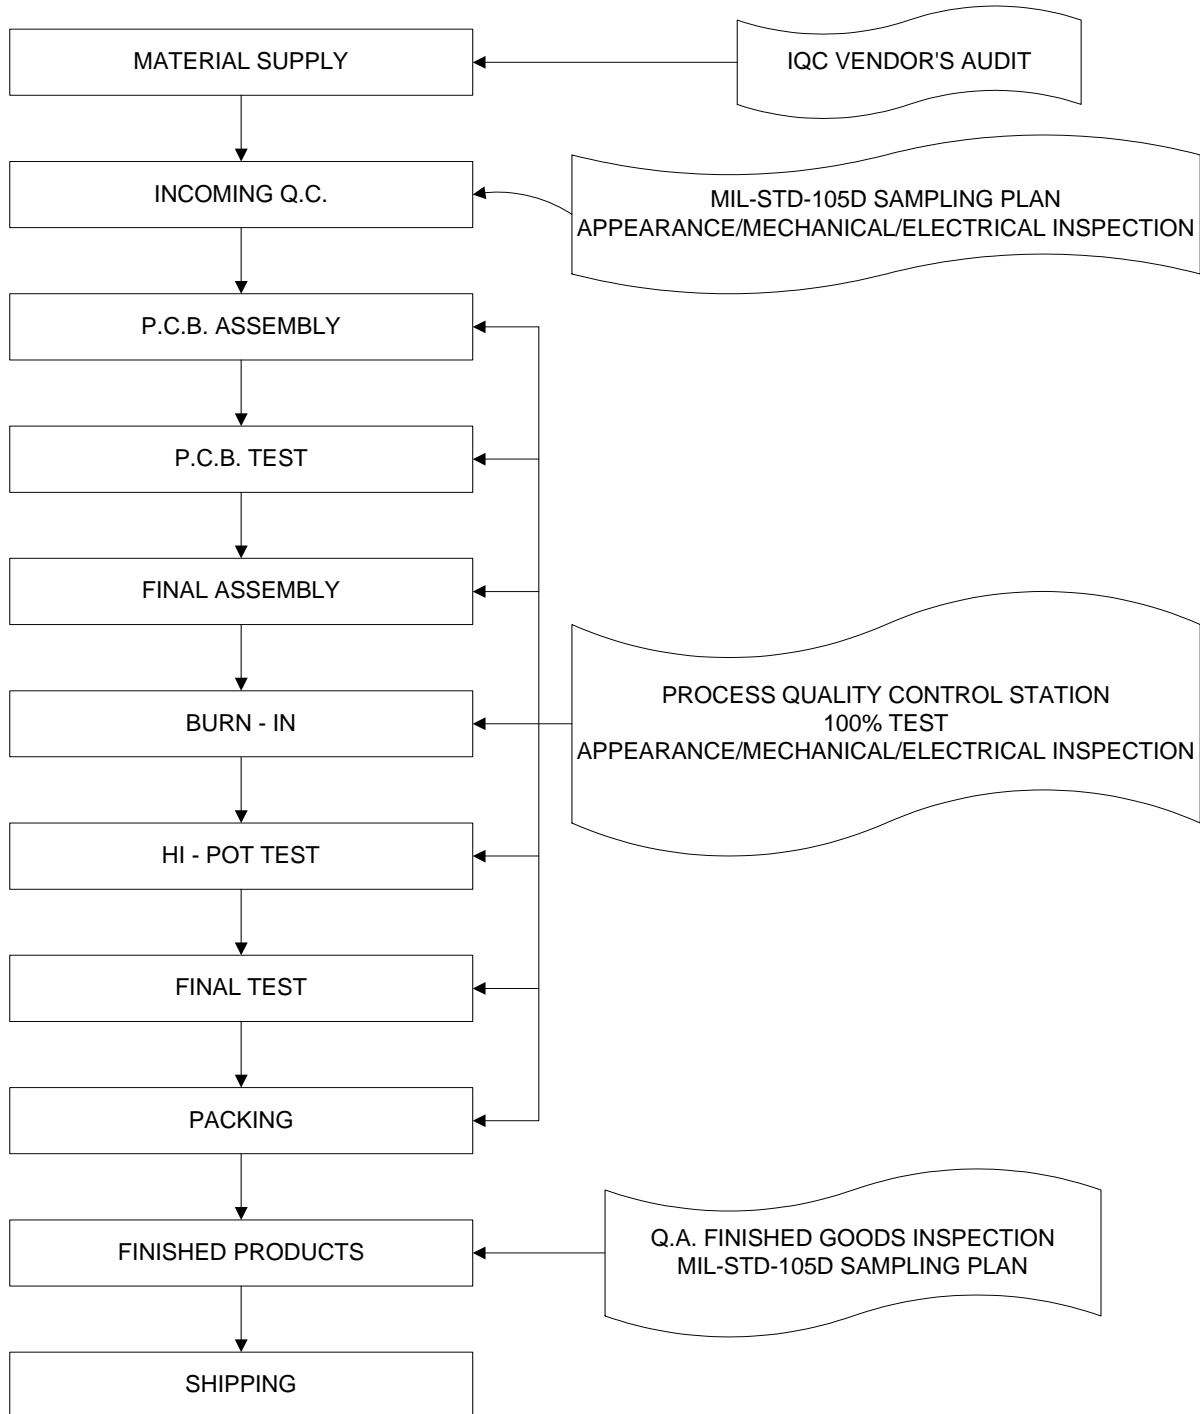 MATERIAL SUPPLY
IQC VENDOR'S AUDIT
INCOMING Q.C.
MIL-STD-105D SAMPLING PLAN
APPEARANCE/MECHANICAL/ELECTRICAL INSPECTION
P.C.B. ASSEMBLY
P.C.B. TEST
FINAL ASSEMBLY
BURN - IN
PROCESS QUALITY CONTROL STATION
100% TEST
APPEARANCE/MECHANICAL/ELECTRICAL INSPECTION
HI - POT TEST
FINAL TEST
PACKING
FINISHED PRODUCTS
Q.A. FINISHED GOODS INSPECTION
MIL-STD-105D SAMPLING PLAN
SHIPPING